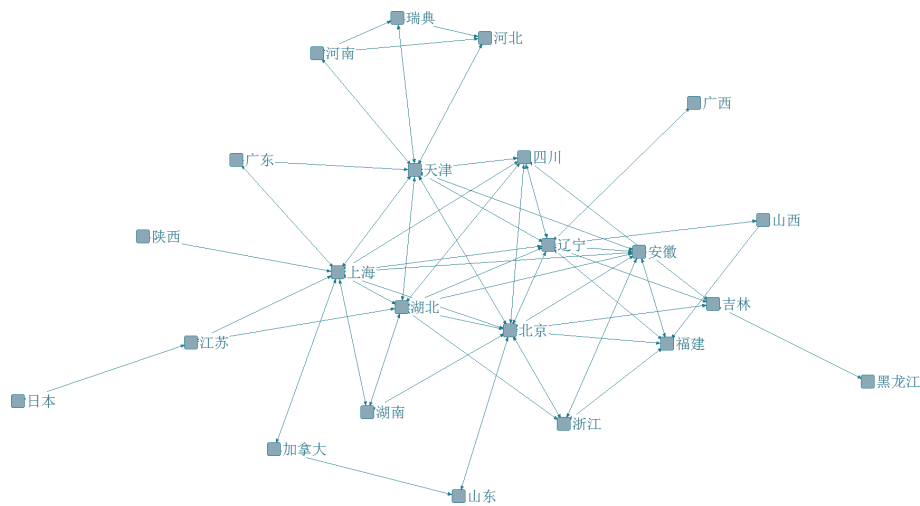 瑞典
河北
河南
广西
四川
广东
天津
山西
陕西
辽宁
安徽
上海
吉林
湖北
北京
江苏
福建
黑龙江
日本
湖南
浙江
加拿大
山东